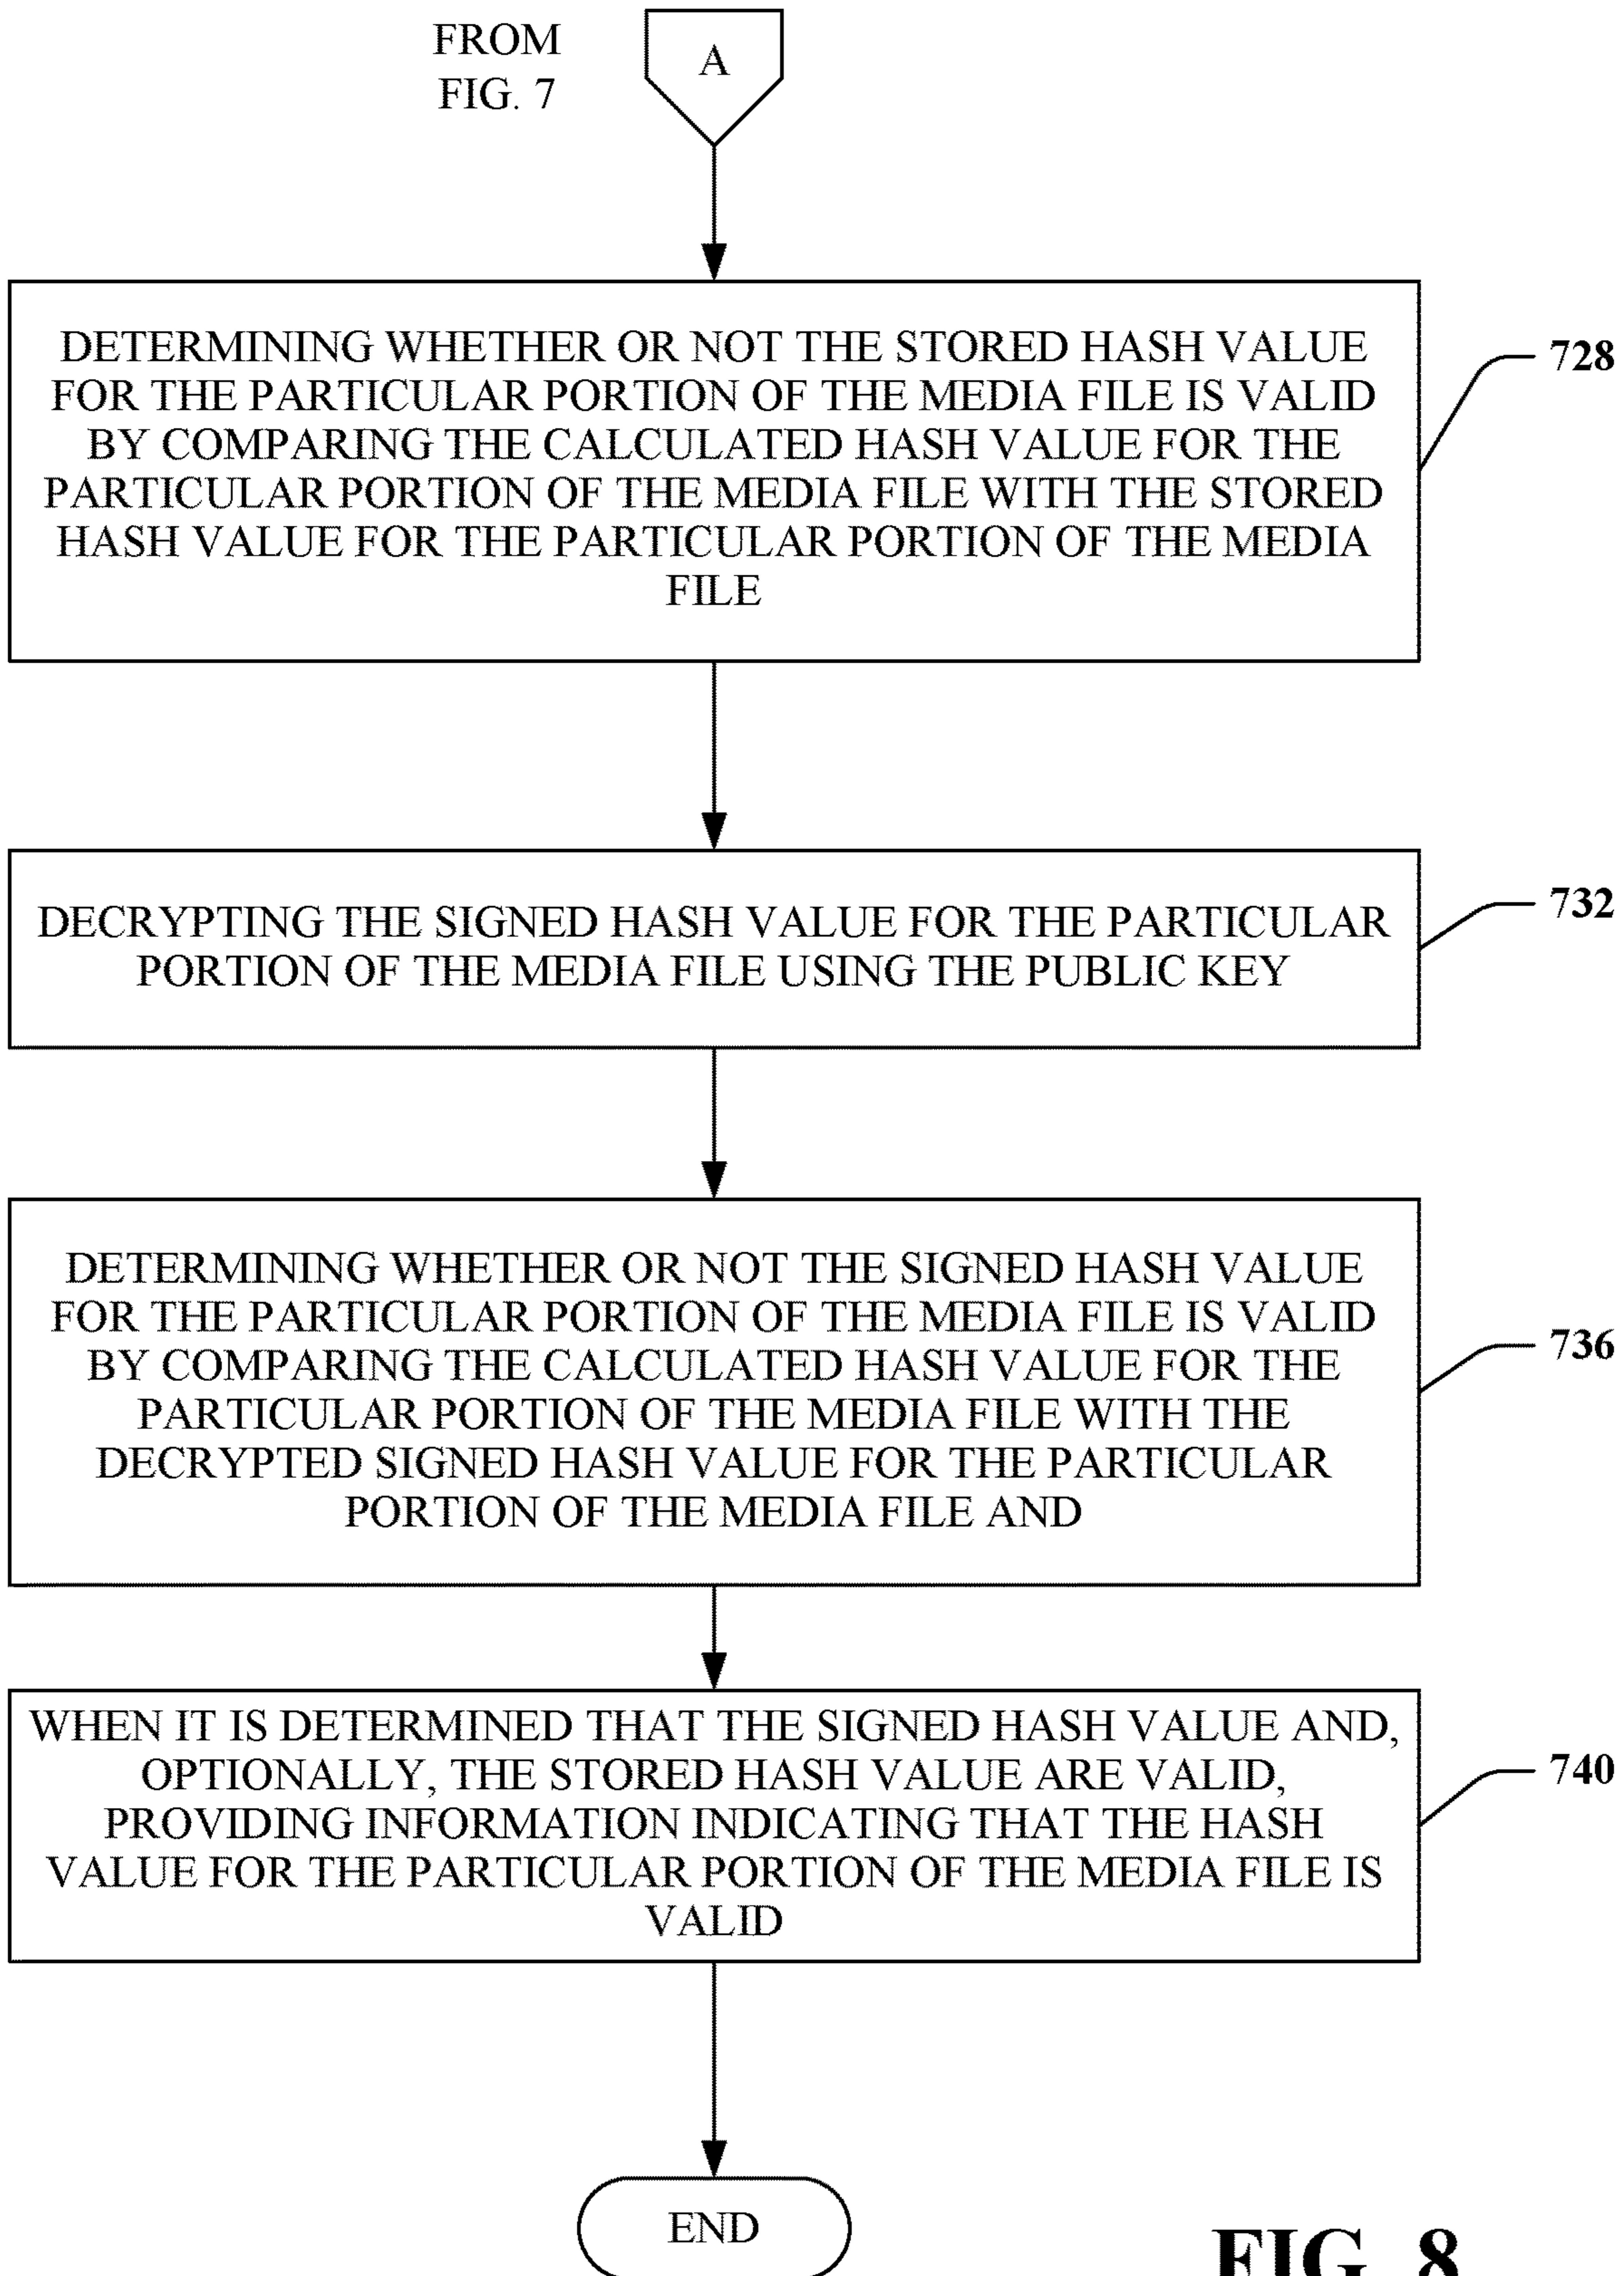 FROM
FIG. 7
A
DETERMINING WHETHER OR NOT THE STORED HASH VALUE
FOR THE PARTICULAR PORTION OF THE MEDIA FILE IS VALID
BY COMPARING THE CALCULATED HASH VALUE FOR THE
PARTICULAR PORTION OF THE MEDIA FILE WITH THE STORED
HASH VALUE FOR THE PARTICULAR PORTION OF THE MEDIA
FILE
728
DECRYPTING THE SIGNED HASH VALUE FOR THE PARTICULAR
PORTION OF THE MEDIA FILE USING THE PUBLIC KEY
732
DETERMINING WHETHER OR NOT THE SIGNED HASH VALUE
FOR THE PARTICULAR PORTION OF THE MEDIA FILE IS VALID
BY COMPARING THE CALCULATED HASH VALUE FOR THE
PARTICULAR PORTION OF THE MEDIA FILE WITH THE
DECRYPTED SIGNED HASH VALUE FOR THE PARTICULAR
PORTION OF THE MEDIA FILE AND
736
WHEN IT IS DETERMINED THAT THE SIGNED HASH VALUE AND,
OPTIONALLY, THE STORED HASH VALUE ARE VALID,
PROVIDING INFORMATION INDICATING THAT THE HASH
VALUE FOR THE PARTICULAR PORTION OF THE MEDIA FILE IS
VALID
740
END
FIG. 8